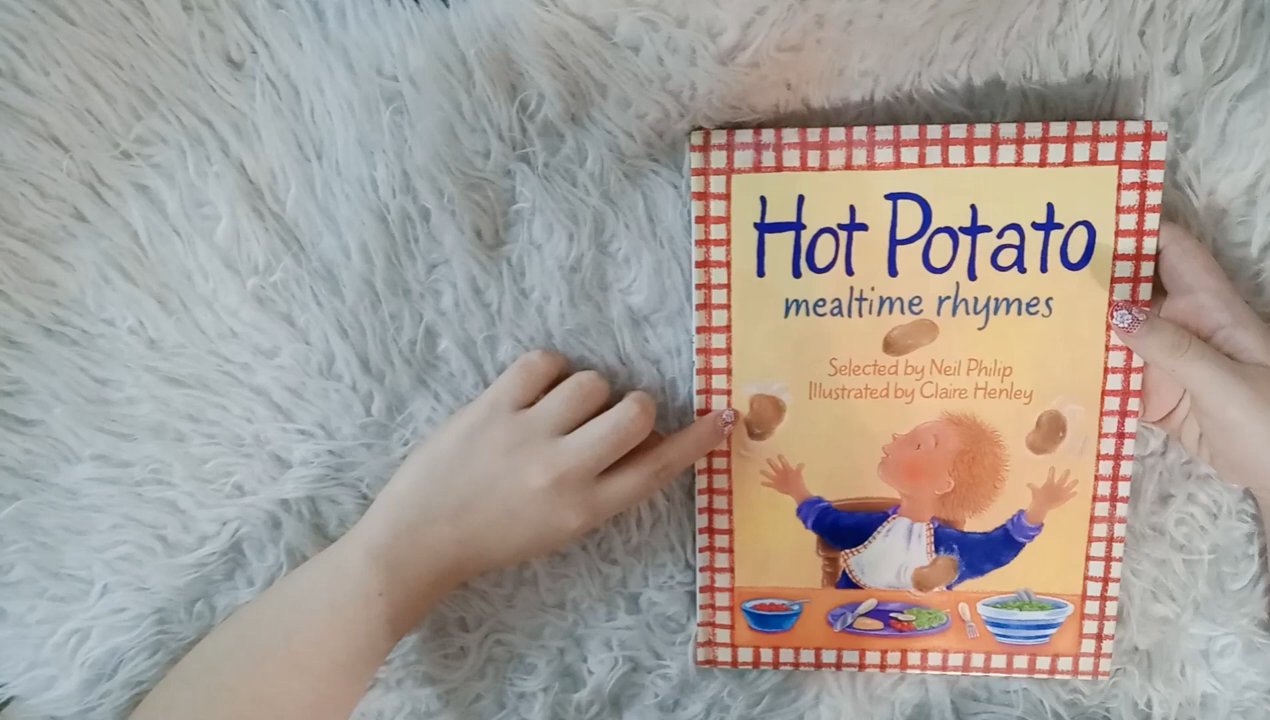 Hot Potato
mealtime rhymes
Selected by Neil Philip
Illustrated by Claire Henley